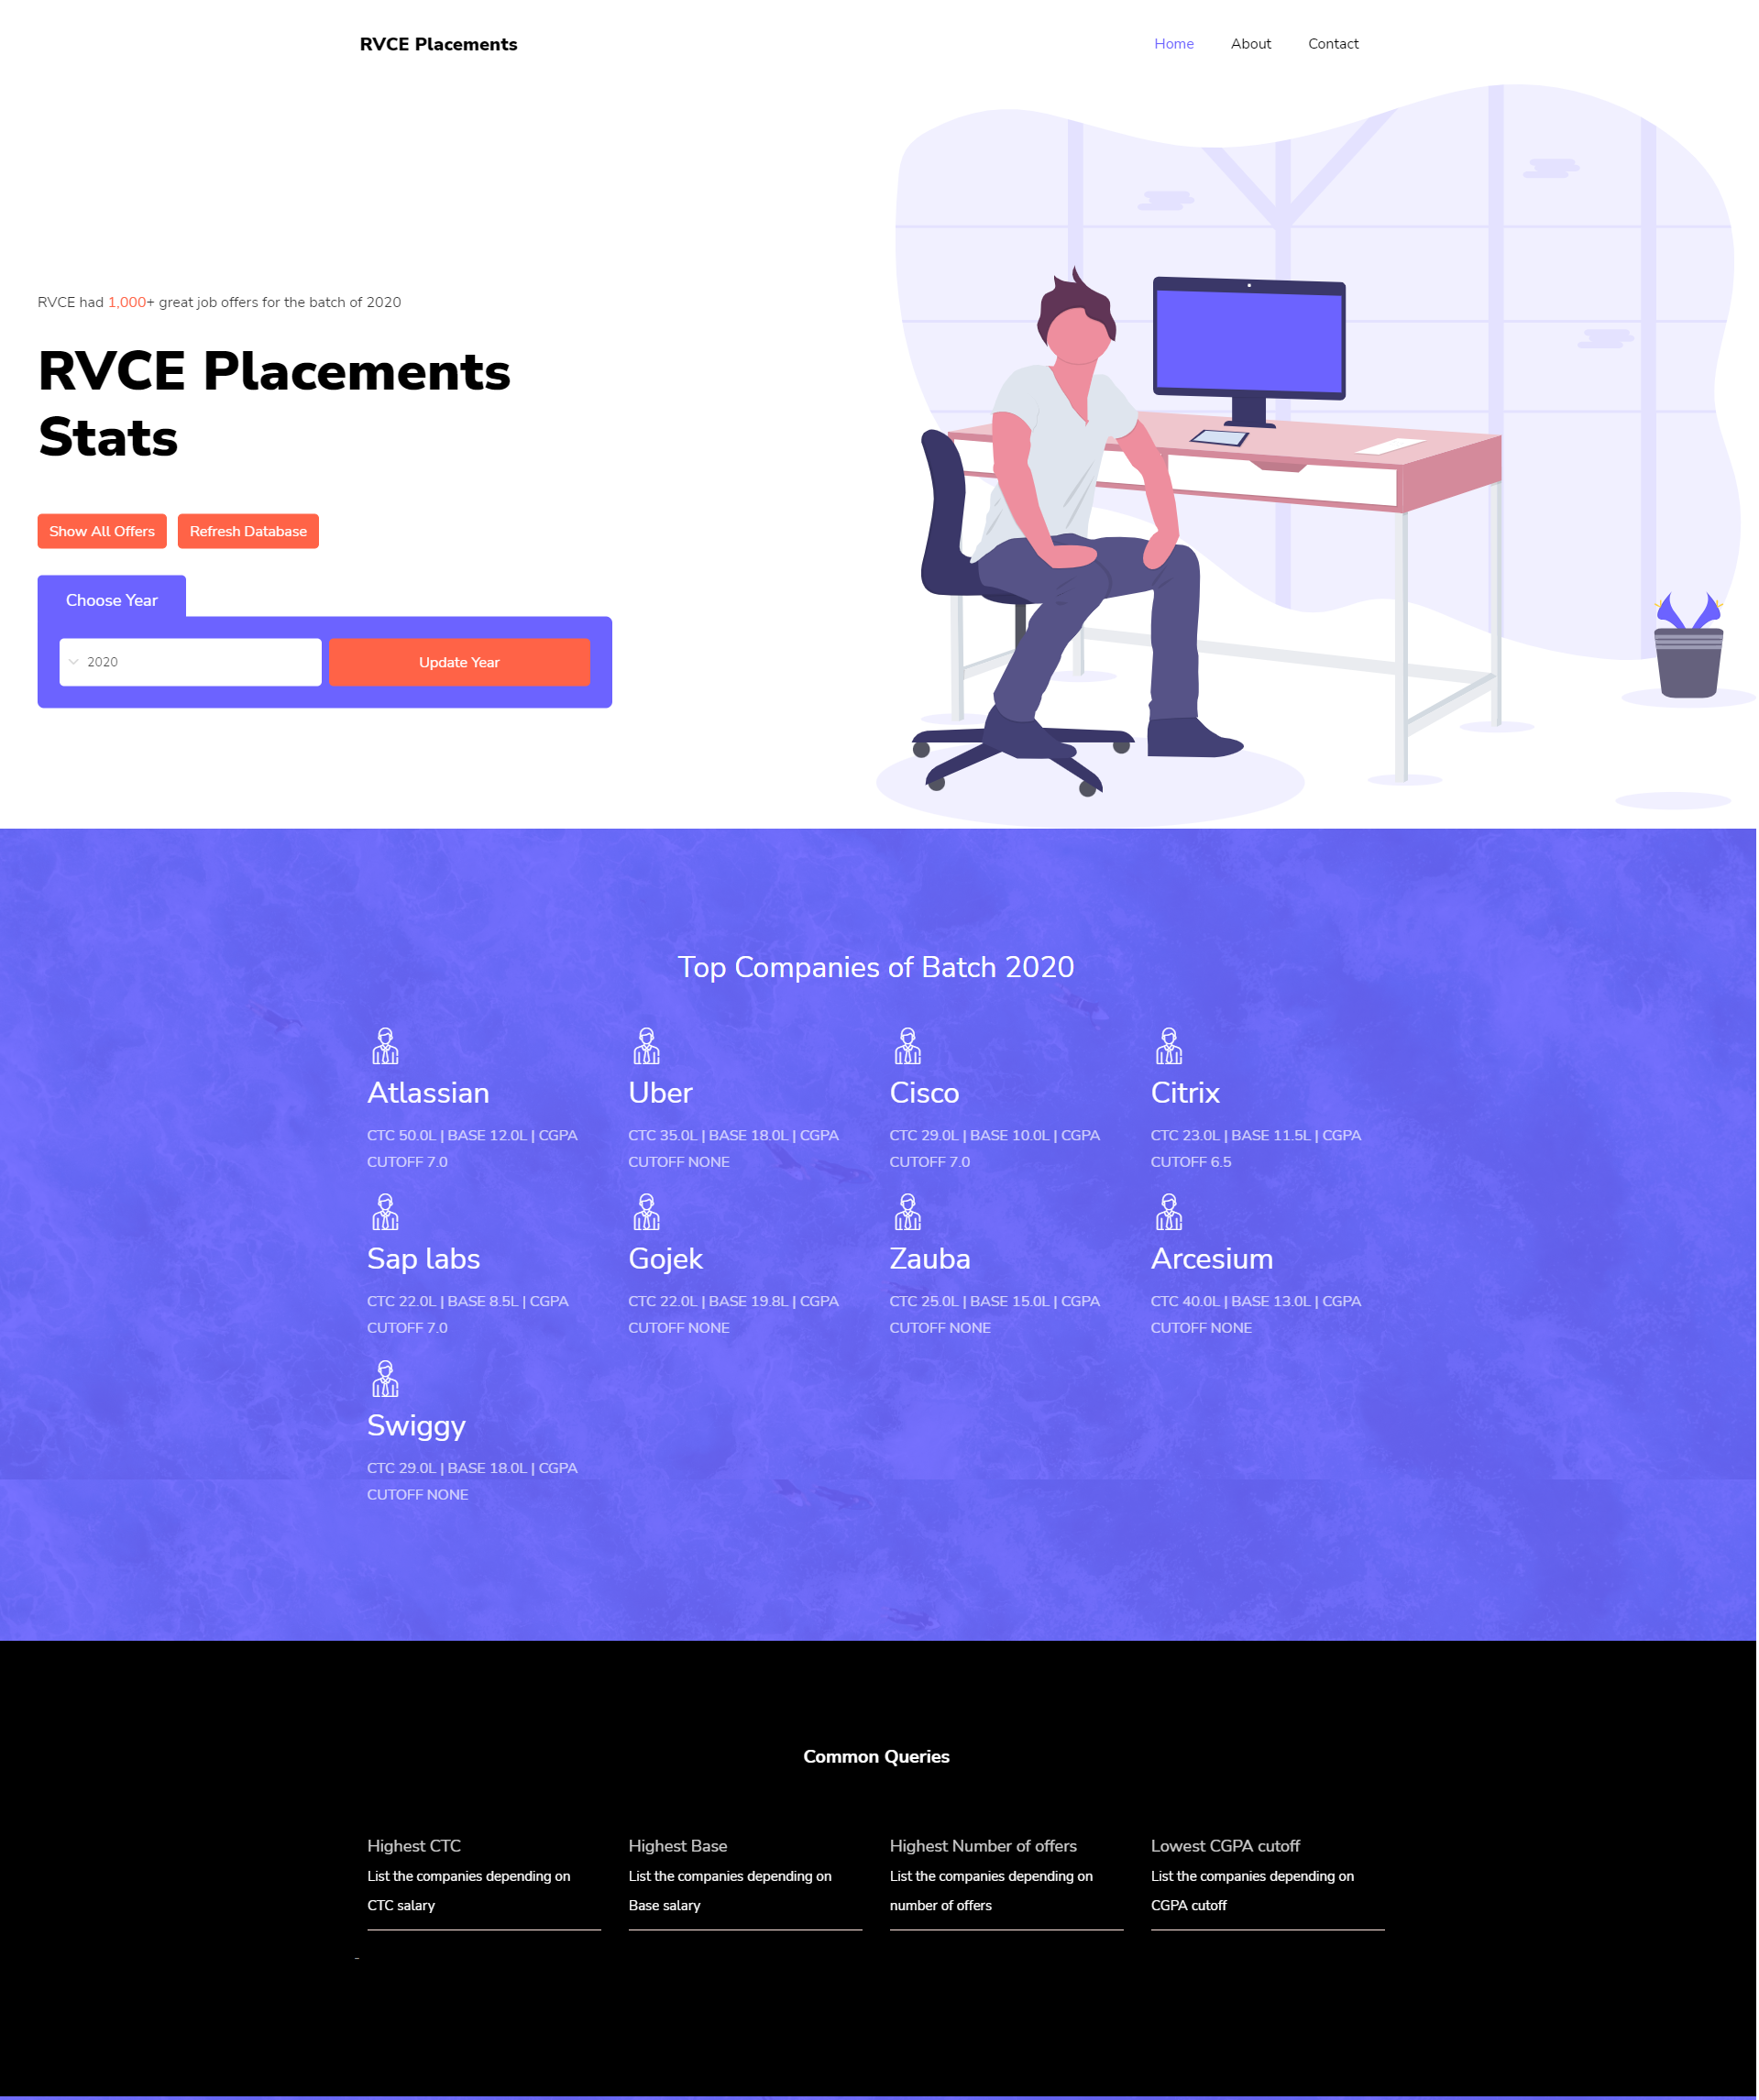 RVCE Placements
Home
About
Contact
RVCE had 1,000+ great job offers for the batch of 2020
RVCE Placements
Stats
Show All Offers
Refresh Database
Choose Year
2020
Update Year
Top Companies of Batch 2020
Atlassian
CTC 50.0L | BASE 12.0L | CGPA
CUTOFF 7.0
Uber
CTC 35.0L | BASE 18.0L | CGPA
CUTOFF NONE
Cisco
CTC 29.0L | BASE 10.0L | CGPA
CUTOFF 7.0
Citrix
CTC 23.0L | BASE 11.5L | CGPA
CUTOFF 6.5
Sap labs
CTC 22.0L | BASE 8.5L | CGPA
CUTOFF 7.0
Gojek
CTC 22.0L | BASE 19.8L | CGPA
CUTOFF NONE
Zauba
CTC 25.0L | BASE 15.0L | CGPA
CUTOFF NONE
Arcesium
CTC 40.0L | BASE 13.0L | CGPA
CUTOFF NONE
Swiggy
CTC 29.0L | BASE 18.0L | CGPA
CUTOFF NONE
Common Queries
Highest CTC
List the companies depending on
CTC salary
Highest Base
List the companies depending on
Base salary
Highest Number of offers
List the companies depending on
number of offers
Lowest CGPA cutoff
List the companies depending on
CGPA cutoff
-